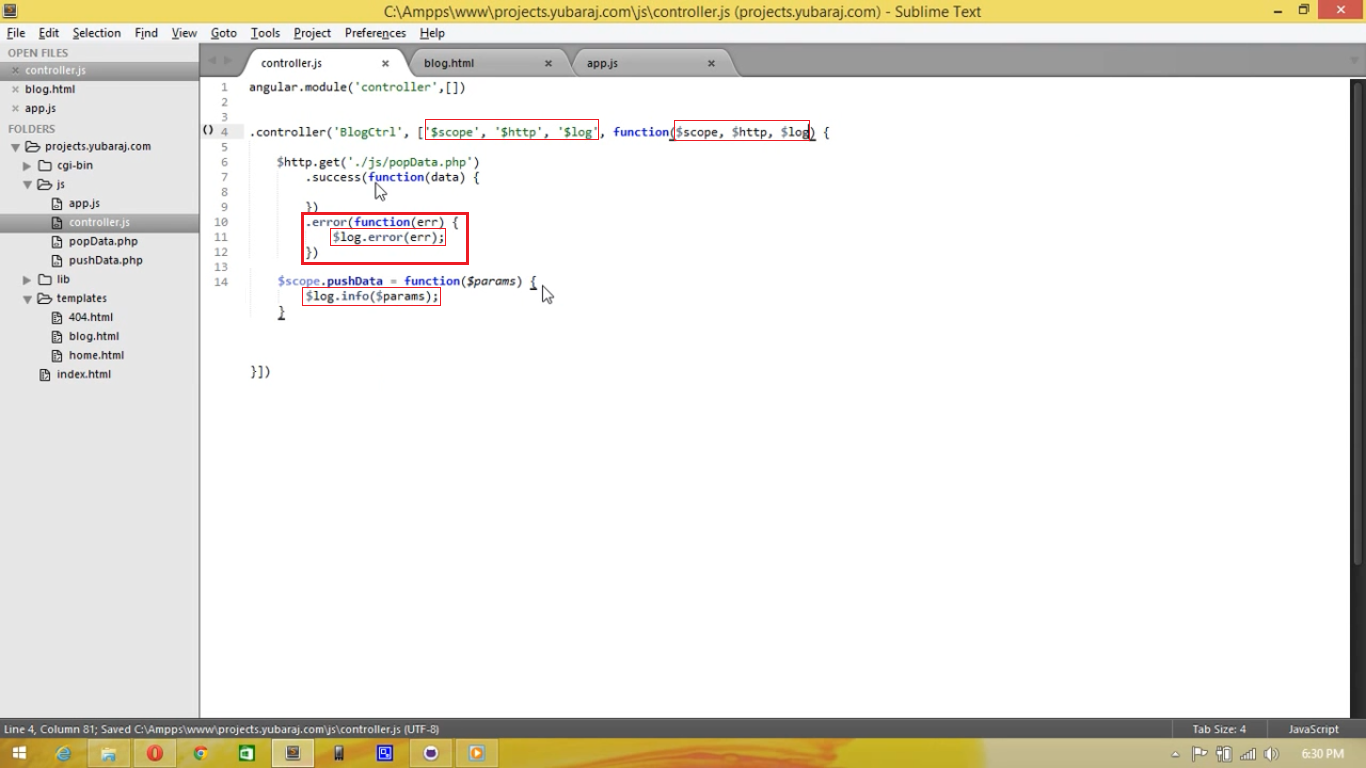 C:\Ampps\www\projects.yubaraj.com\js\controller.js (projects.yubaraj.com) - Sublime Text
File Edit Selection Find View Goto Tools Project Preferences Help
OPEN FILES
controller.js
blog.html
app.js
FOLDERS
projects.yubaraj.com
cgi-bin
js
app.js
controller.js
popData.php
pushData.php
lib
templates
404.html
blog.html
home.html
index.html
controller.js blog.html app.js
1 angular.module('controller',[])
2
3
4 .controller('BlogCtrl', ['$scope', '$http', '$log', function($scope, $http, $log) {
5
6 $http.get('./js/popData.php')
7 .success(function(data) {
8
9 })
10 .error(function(err) {
11 $log.error(err);
12 })
13
14 $scope.pushData = function($params) {
$log.info($params);
}
}])
Line 4, Column 81; Saved C:\Ampps\www\projects.yubaraj.com\js\controller.js (UTF-8) Tab Size: 4 JavaScript
6:30 PM